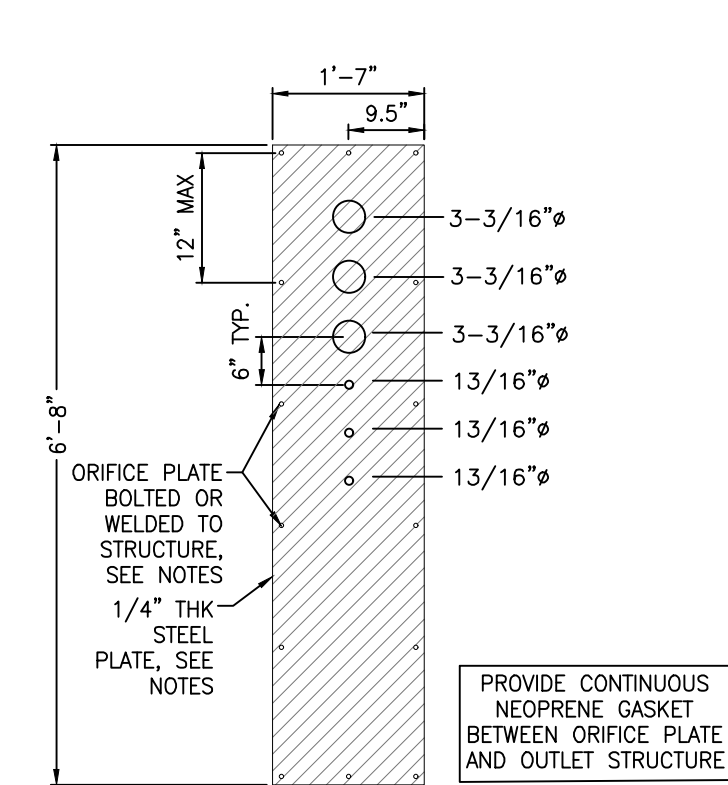 1'-7"
9.5"
12" MAX
3-3/16"ø
3-3/16"ø
6" TYP.
3-3/16"ø
13/16"ø
6'-8"
13/16"ø
13/16"ø
ORIFICE PLATE
BOLTED OR
WELDED TO
STRUCTURE,
SEE NOTES
1/4" THK
STEEL
PLATE, SEE
NOTES
PROVIDE CONTINUOUS
NEOPRENE GASKET
BETWEEN ORIFICE PLATE
AND OUTLET STRUCTURE